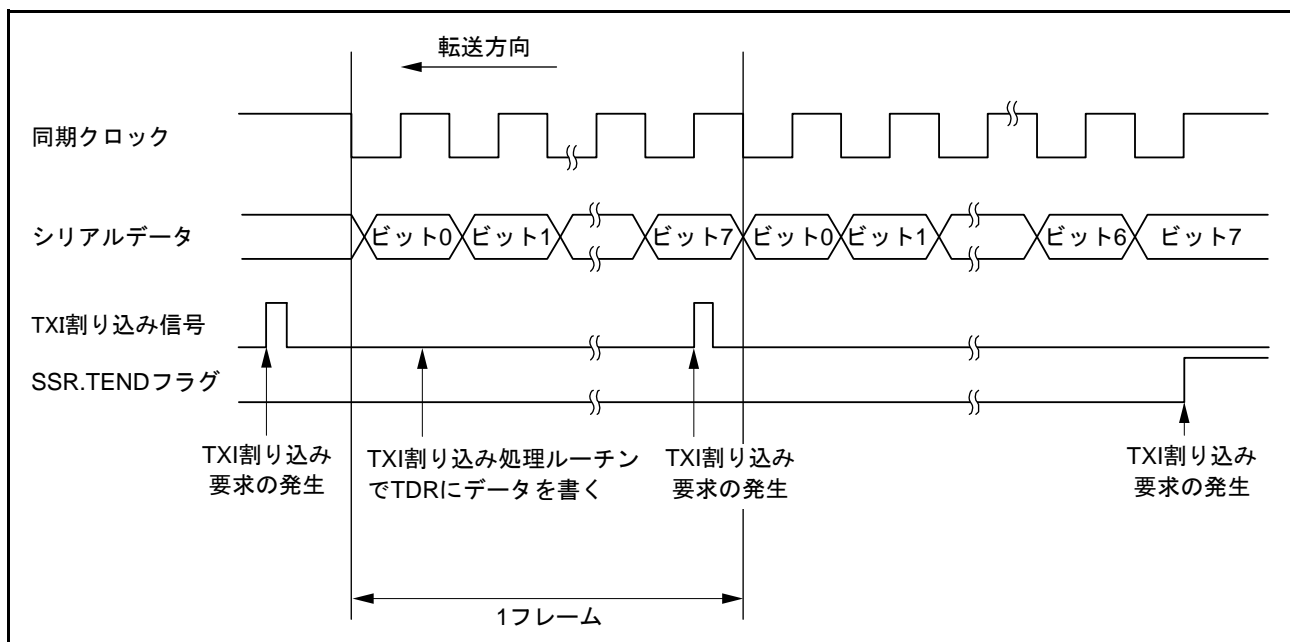 転送方向
同期クロック
シリアルデータ
ビット0 ビット1 ビット7 ビット0 ビット1 ビット6 ビット7
TXI割り込み信号
SSR.TENDフラグ
TXI割り込み
要求の発生
TXI割り込み処理ルーチン
でTDRにデータを書く
TXI割り込み
要求の発生
TXI割り込み
要求の発生
1フレーム